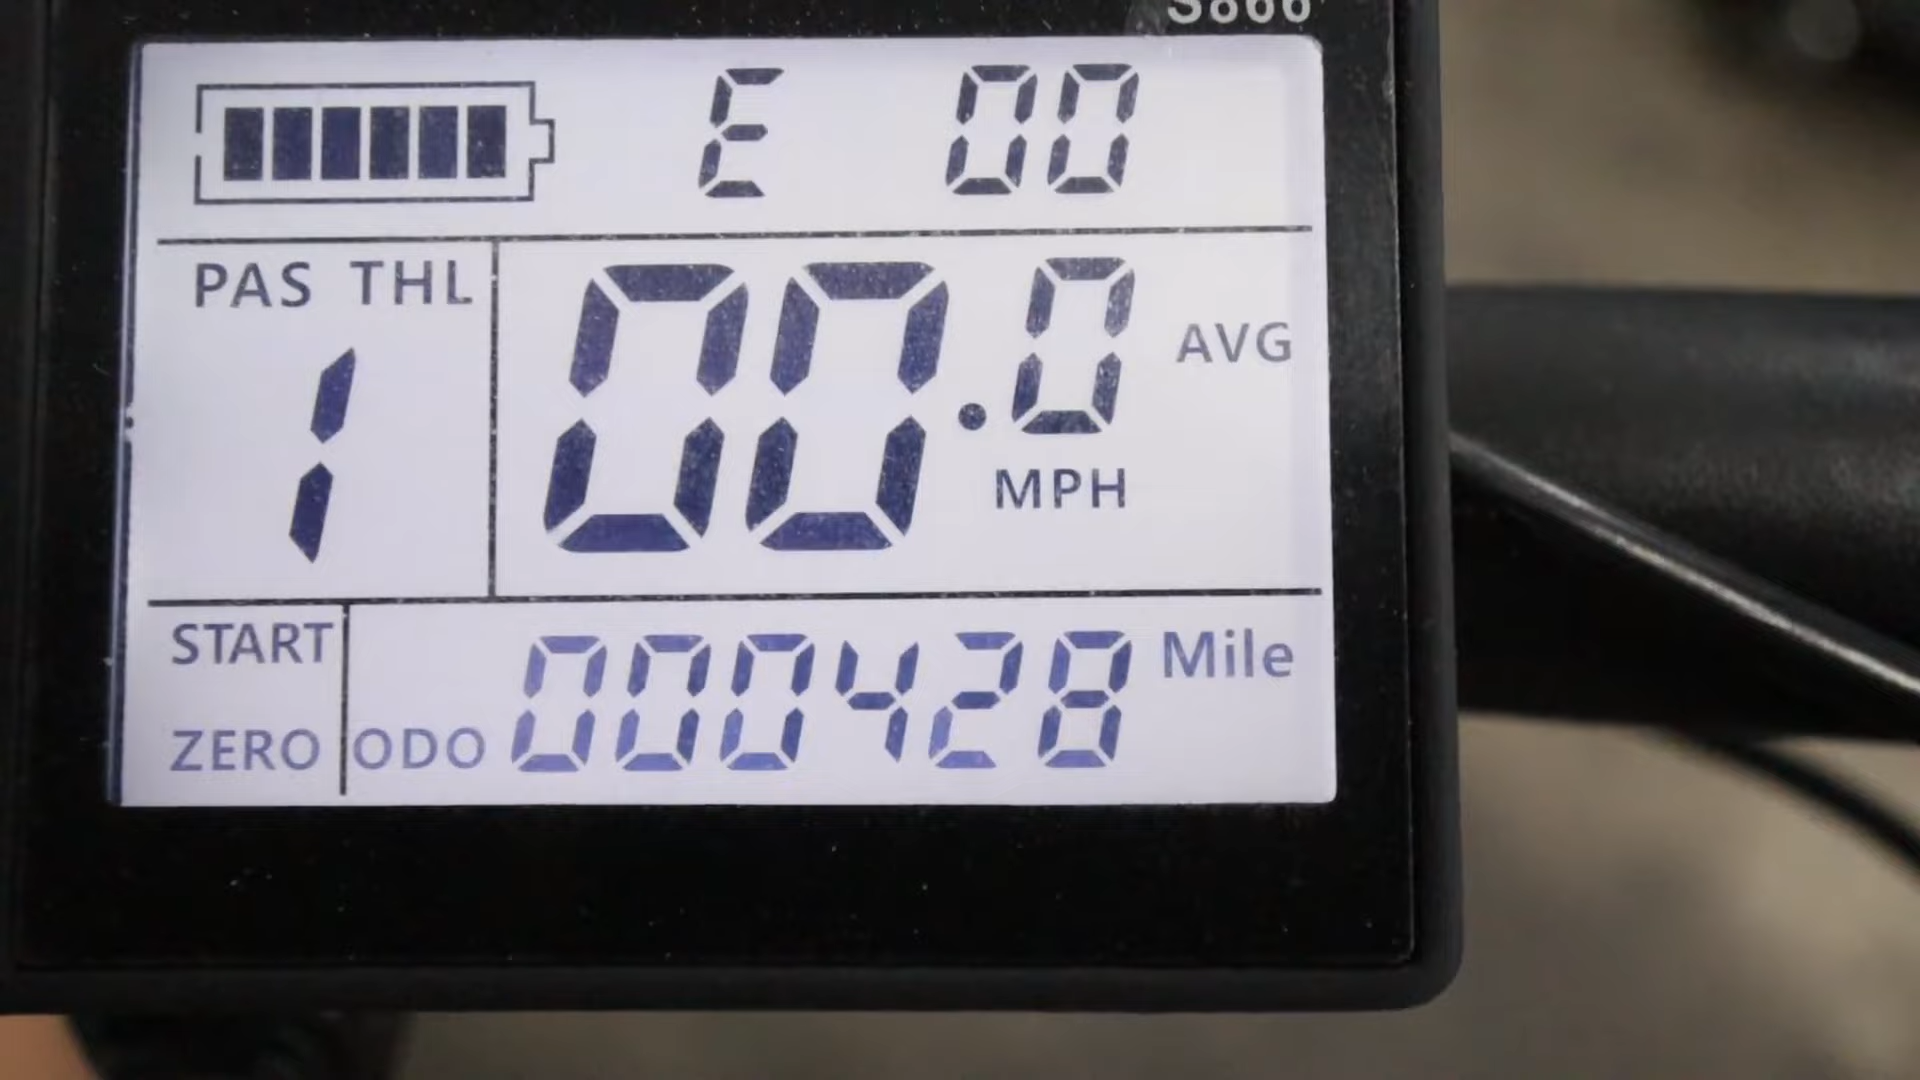 S866
E 00
PAS THL
1
00.0 AVG
MPH
START
ZERO
ODO 000428 Mile